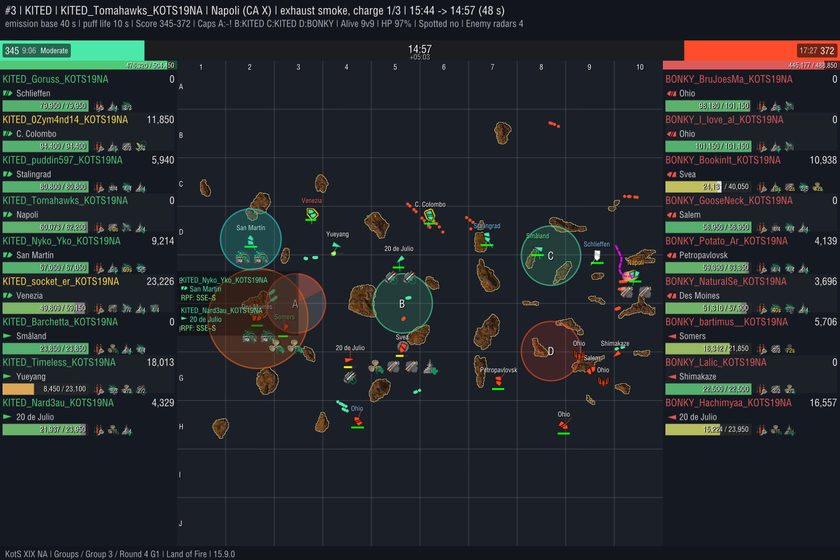 #3 | KITED | KITED_Tomahawks_KOTS19NA | Napoli (CA X) | exhaust smoke, charge 1/3 | 15:44 -> 14:57 (48 s)
emission base 40 s | puff life 10 s | Score 345-372 | Caps A:-! B:KITED C:KITED D:BONKY | Alive 9v9 | HP 97% | Spotted no | Enemy radars 4
345 9:06 Moderate
14:57
+05:03
17:27 372
KITED_Goruss_KOTS19NA 0
Schlieffen
KITED_0Zym4nd14_KOTS19NA 11,850
C. Colombo
KITED_puddin597_KOTS19NA 5,940
Stalingrad
KITED_Tomahawks_KOTS19NA 0
Napoli
KITED_Nyko_Yko_KOTS19NA 9,214
San Martin
KITED_socket_er_KOTS19NA 23,226
Venezia
KITED_Barchetta_KOTS19NA 0
Småland
KITED_Timeless_KOTS19NA 18,013
Yueyang
8,450 / 23,100
KITED_Nard3au_KOTS19NA 4,329
20 de Julio
1 2 3 4 5 6 7 8 9 10
A
B
C
D
G
H
I
J
Venezia
C. Colombo
San Martin
Yueyang
20 de Julio
Småland
Schlieffen
KITED_Nyko_Yko_KOTS19NA
San Martin
RPF: SSE-S
KITED_Nard3au_KOTS19NA
20 de Julio
RPF: SSE-S
A
B
C
D
Somers
20 de Julio
Svea
Petropavlovsk
Ohio
Shimakaze
Salem
Ohio
Ohio
Ohio
BONKY_BruJoesMa_KOTS19NA 0
Ohio
BONKY_I_love_al_KOTS19NA 0
Ohio
BONKY_BookinIt_KOTS19NA 10,938
Svea
BONKY_GooseNeck_KOTS19NA 0
Salem
BONKY_Potato_Ar_KOTS19NA 4,139
Petropavlovsk
BONKY_NaturalSe_KOTS19NA 3,696
Des Moines
BONKY_bartimus__KOTS19NA 5,706
Somers
BONKY_Lalic_KOTS19NA 0
Shimakaze
BONKY_Hachimyaa_KOTS19NA 16,557
20 de Julio
KotS XIX NA | Groups / Group 3 / Round 4 G1 | Land of Fire | 15.9.0